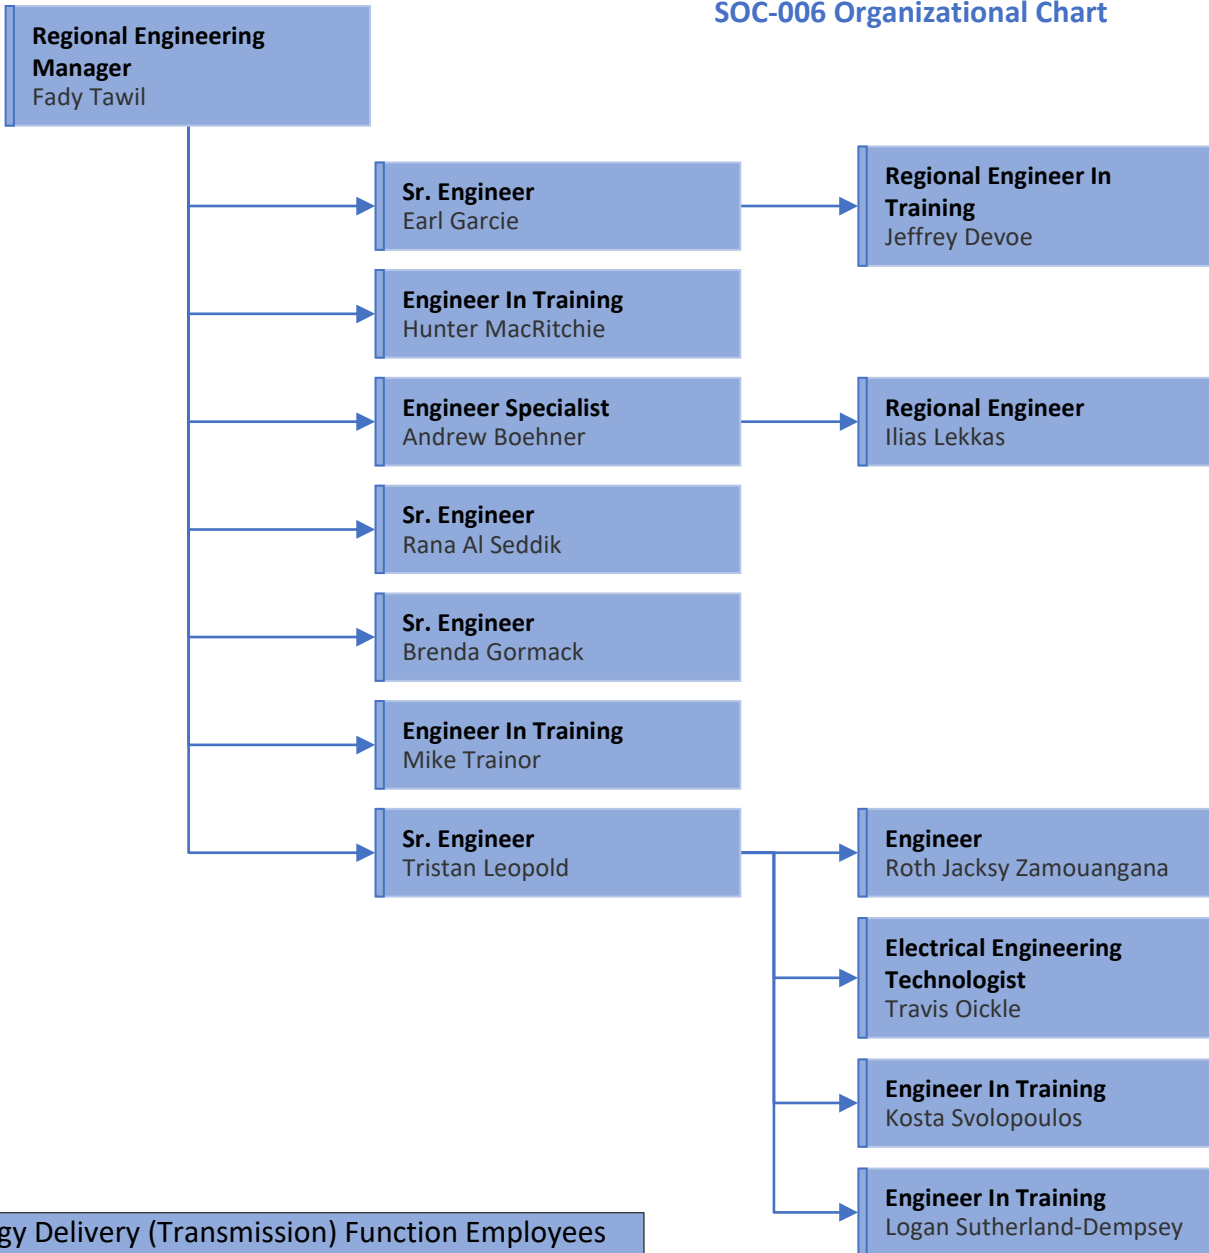 SOC-006 Organizational Chart
Regional Engineering
Manager
Fady Tawil
Sr. Engineer
Earl Garcie
Regional Engineer In
Training
Jeffrey Devoe
Engineer In Training
Hunter MacRitchie
Engineer Specialist
Andrew Boehner
Regional Engineer
Ilias Lekkas
Sr. Engineer
Rana Al Seddik
Sr. Engineer
Brenda Gormack
Engineer In Training
Mike Trainor
Sr. Engineer
Tristan Leopold
Engineer
Roth Jacksy Zamouangana
Electrical Engineering
Technologist
Travis Oickle
Engineer In Training
Kosta Svolopoulos
Engineer In Training
Logan Sutherland-Dempsey
gy Delivery (Transmission) Function Employees